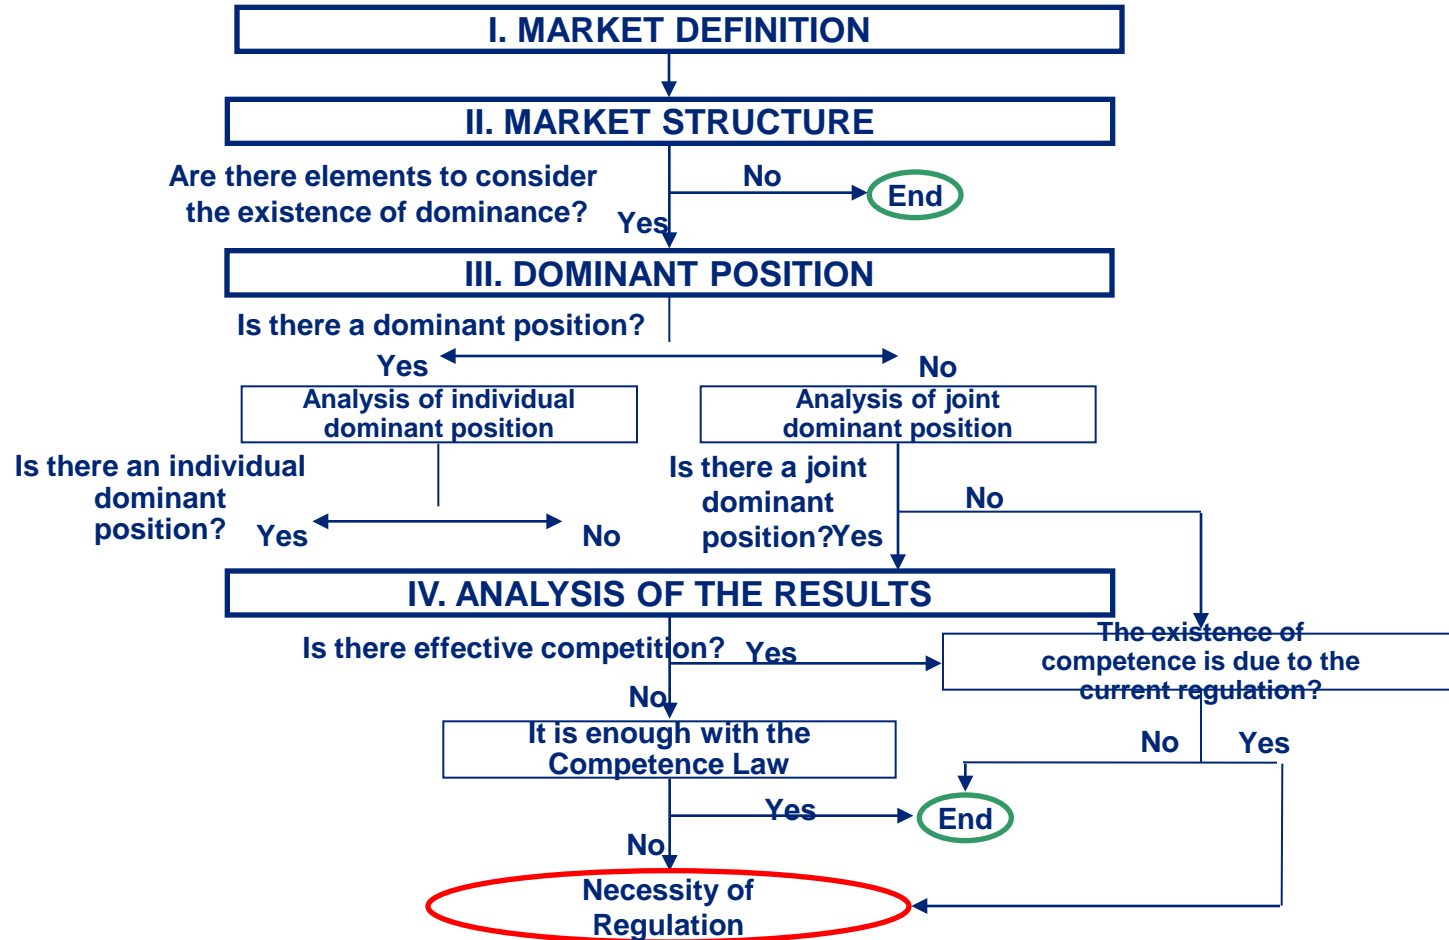 I. MARKET DEFINITION
II. MARKET STRUCTURE
Are there elements to consider
the existence of dominance?
No
End
Yes
III. DOMINANT POSITION
Is there a dominant position?
Yes
No
Analysis of individual
dominant position
Analysis of joint
dominant position
Is there an individual
dominant
position?
Yes
No
Is there a joint
dominant
position?
Yes
No
IV. ANALYSIS OF THE RESULTS
Is there effective competition?
Yes
The existence of
competence is due to the
current regulation?
No
It is enough with the
Competence Law
No
Yes
Yes
End
No
Necessity of
Regulation